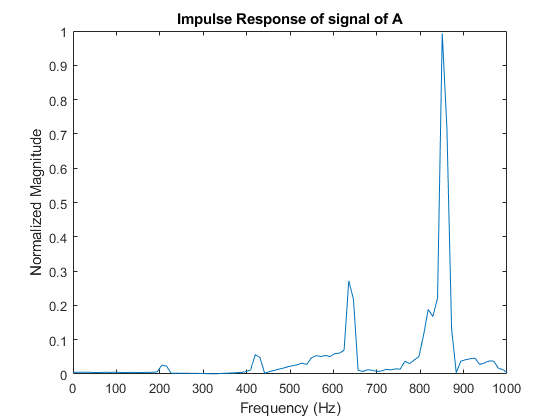 Impulse Response of signal of A
1
0.9
0.8
0.7
0.6
0.5
0.4
0.3
0.2
0.1
0
Normalized Magnitude
0 100 200 300 400 500 600 700 800 900 1000
Frequency (Hz)